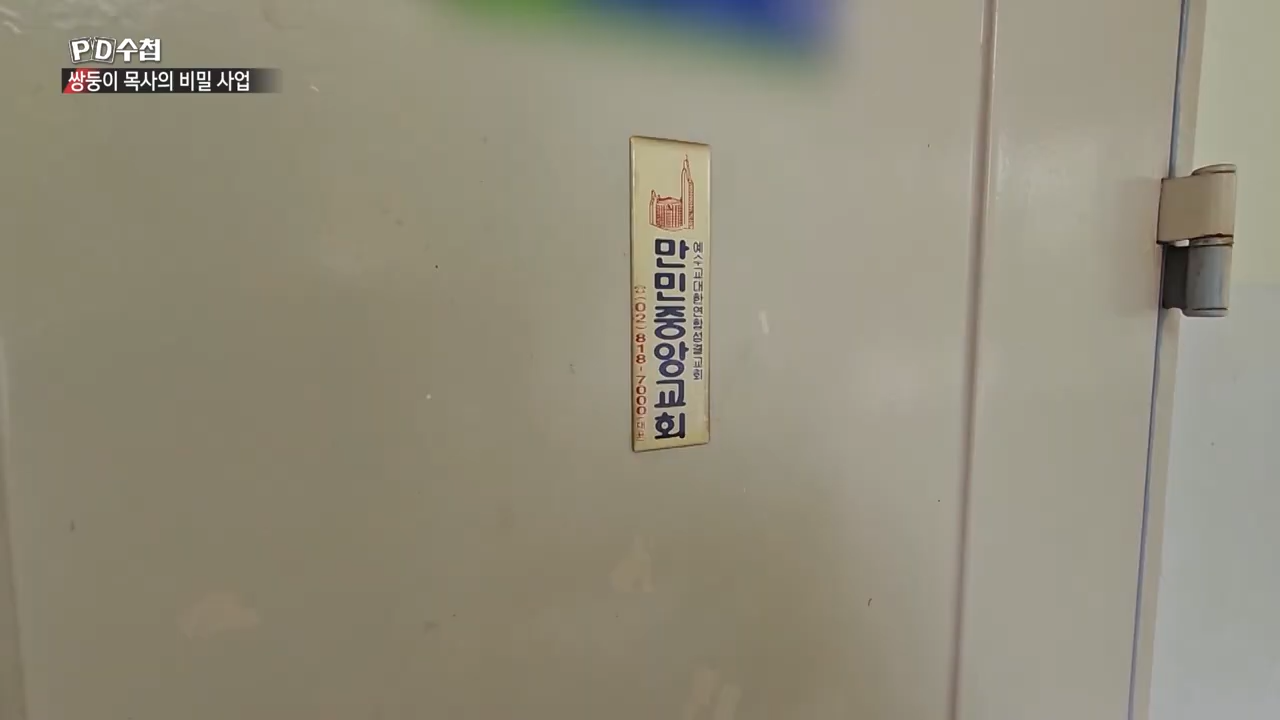 PD수첩
쌍둥이 목사의 비밀 사업
예수교대한연합성결교회
만민중앙교회
(02)818-7000(대표)